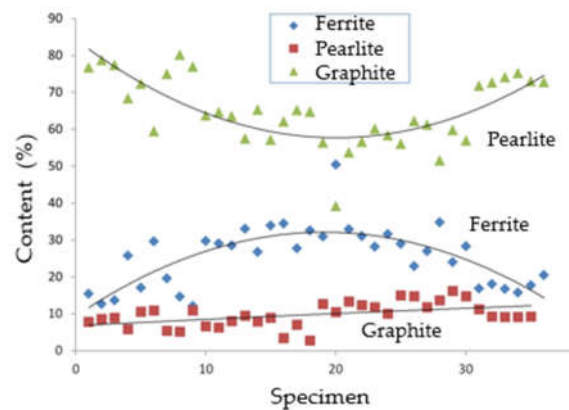 Ferrite
Pearlite
Graphite
90
80
70
60
50
40
30
20
10
0
Content (%)
Pearlite
Ferrite
Graphite
0 10 20 30
Specimen